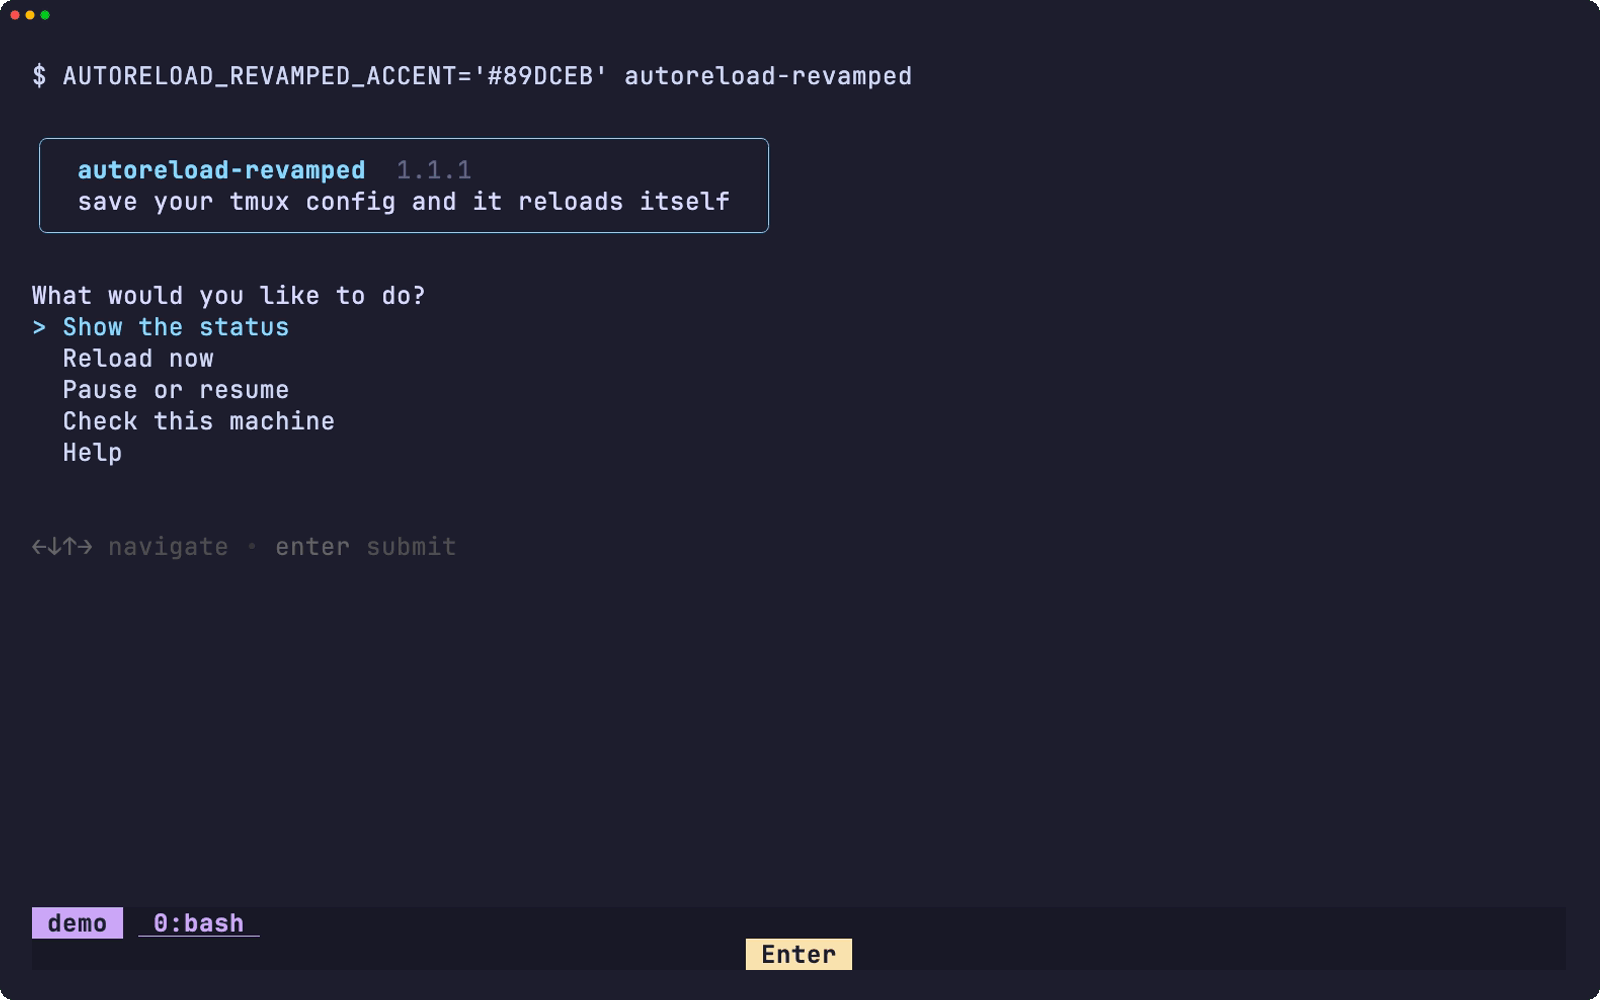 $ AUTORELOAD_REVAMPED_ACCENT='#89DCEB' autoreload-revamped
autoreload-revamped  1.1.1
save your tmux config and it reloads itself
What would you like to do?
> Show the status
Reload now
Pause or resume
Check this machine
Help
←↓↑→ navigate • enter submit
demo  0:bash
Enter